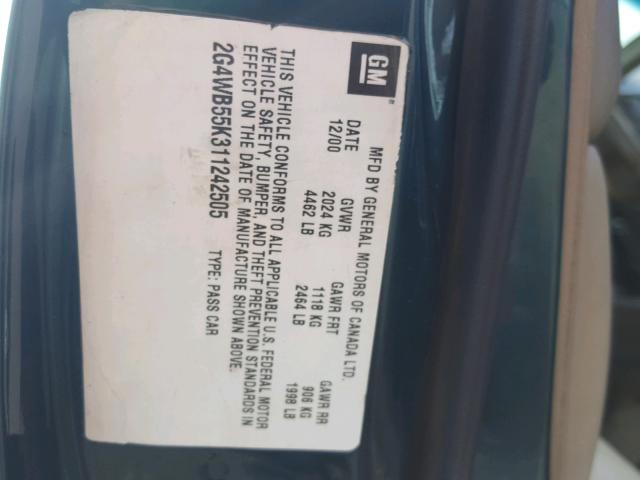 GM®
MFD BY GENERAL MOTORS OF CANADA LTD.
DATE GVWR GAWR FRT GAWR RR
12/00 2024 KG 1118 KG 906 KG
4462 LB 2464 LB 1998 LB
THIS VEHICLE CONFORMS TO ALL APPLICABLE U.S. FEDERAL MOTOR
VEHICLE SAFETY, BUMPER, AND THEFT PREVENTION STANDARDS IN
EFFECT ON THE DATE OF MANUFACTURE SHOWN ABOVE.
2G4WB55K311242505 TYPE: PASS CAR